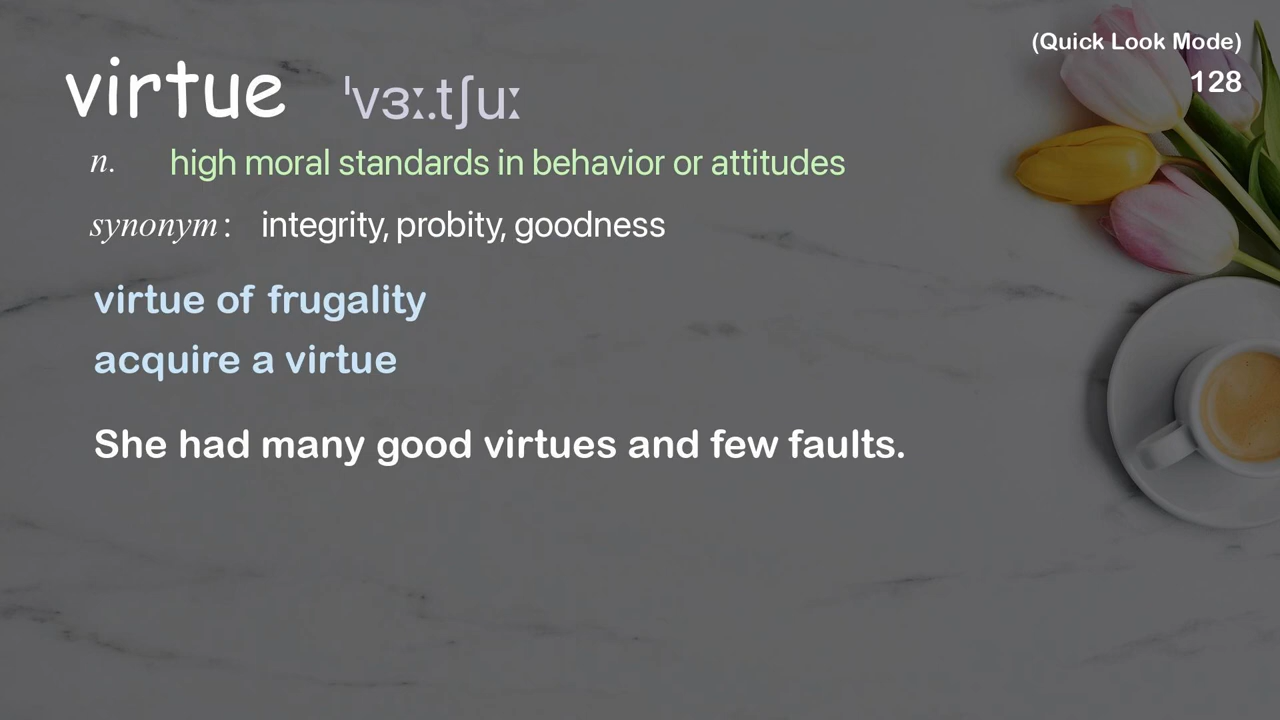 (Quick Look Mode)
128
virtue ˈvɜː.tʃuː
n. high moral standards in behavior or attitudes
synonym: integrity, probity, goodness
virtue of frugality
acquire a virtue
She had many good virtues and few faults.